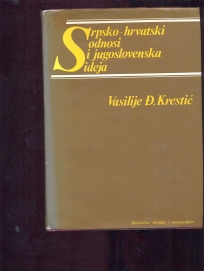 Srpsko-hrvatski
odnosi
i jugoslovenska
ideja
Vasilije Đ. Krestić